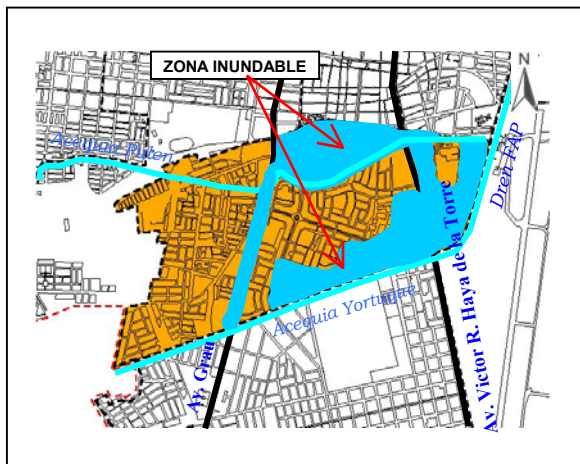 ZONA INUNDABLE
N
Acequia Pulen
Dren FAP
Av. Victor R. Haya de la Torre
Acequia Yortuque
Av. Grau